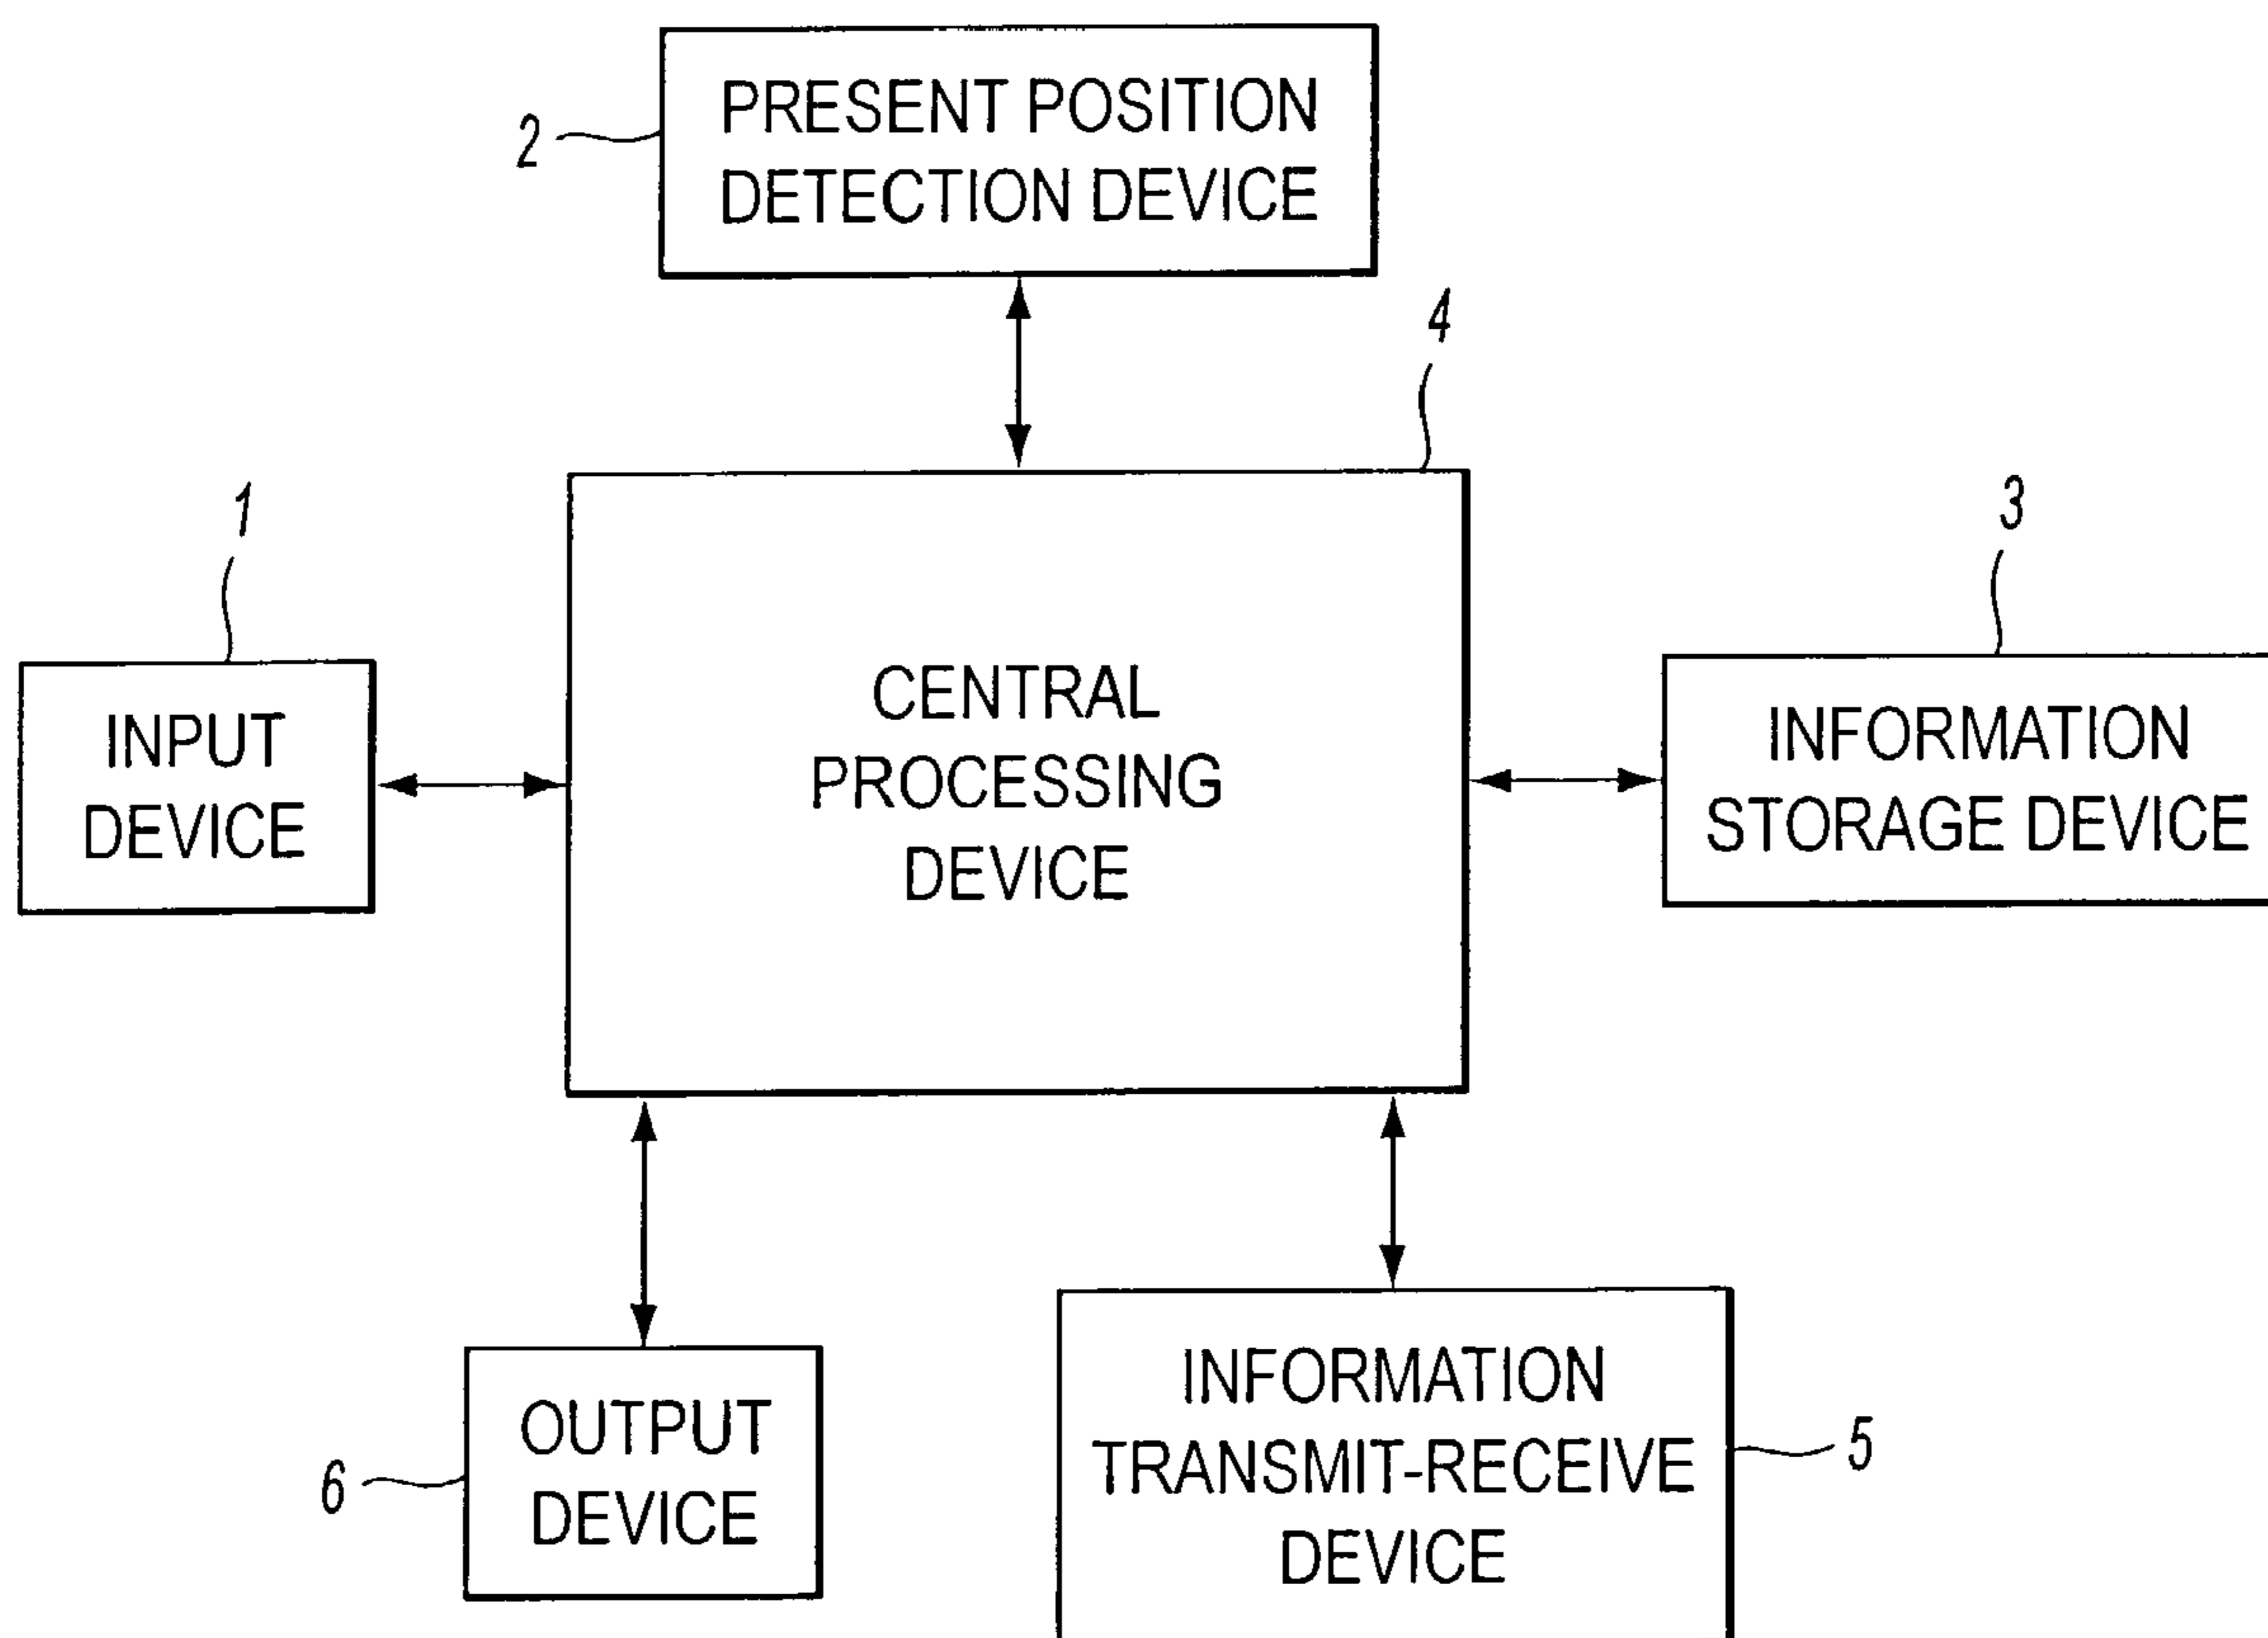 PRESENT POSITION
DETECTION DEVICE
2
4
1
3
CENTRAL
PROCESSING
DEVICE
INPUT
DEVICE
INFORMATION
STORAGE DEVICE
OUTPUT
DEVICE
6
INFORMATION
TRANSMIT-RECEIVE
DEVICE
5